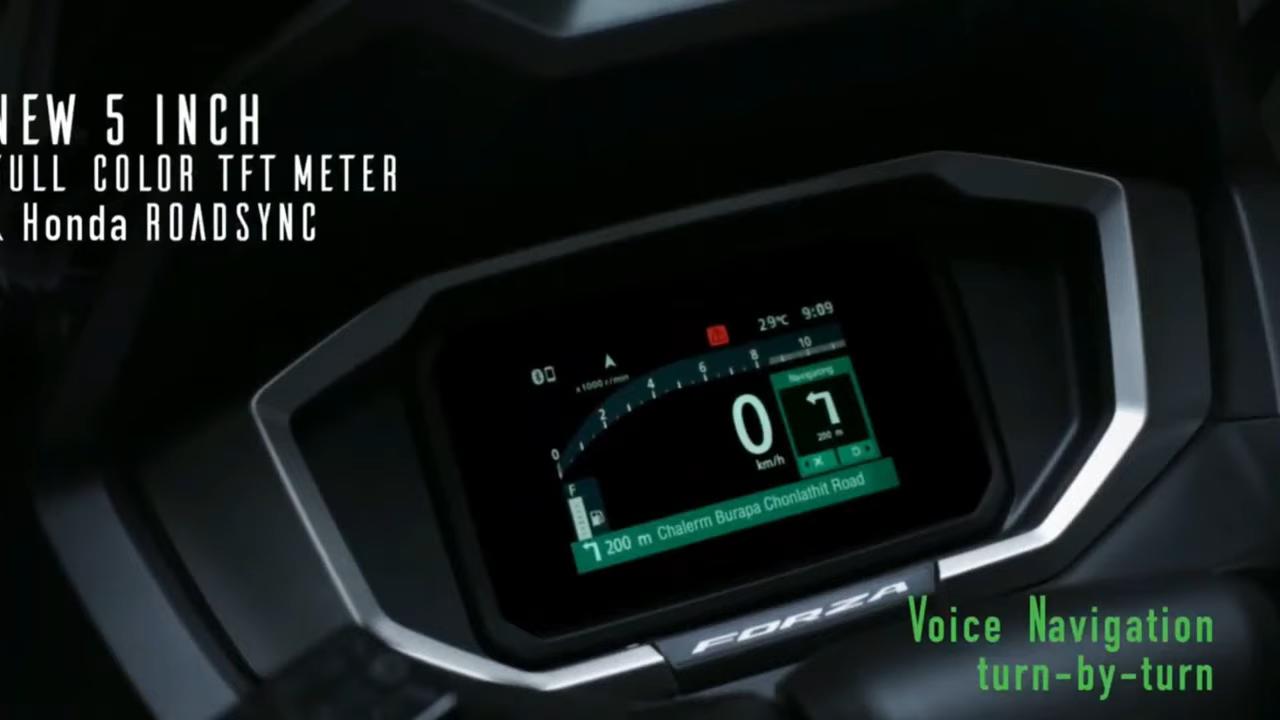 NEW 5 INCH
FULL COLOR TFT METER
& Honda ROADSYNC
29℃ 9:09
x1000 r/min
0 2 4 6 8 10
Navigating
200 m
0
km/h
F
200 m Chalerm Burapa Chonlathit Road
FORZA
Voice Navigation
turn-by-turn